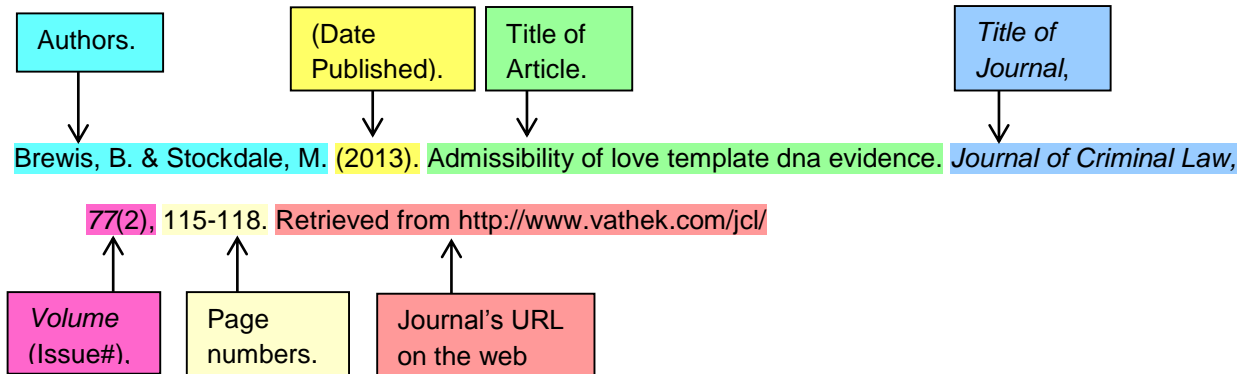 Authors.
(Date
Published).
Title of
Article.
Title of
Journal,
Brewis, B. & Stockdale, M. (2013). Admissibility of love template dna evidence. Journal of Criminal Law,
77(2), 115-118. Retrieved from http://www.vathek.com/jcl/
Volume
(Issue#),
Page
numbers.
Journal's URL
on the web